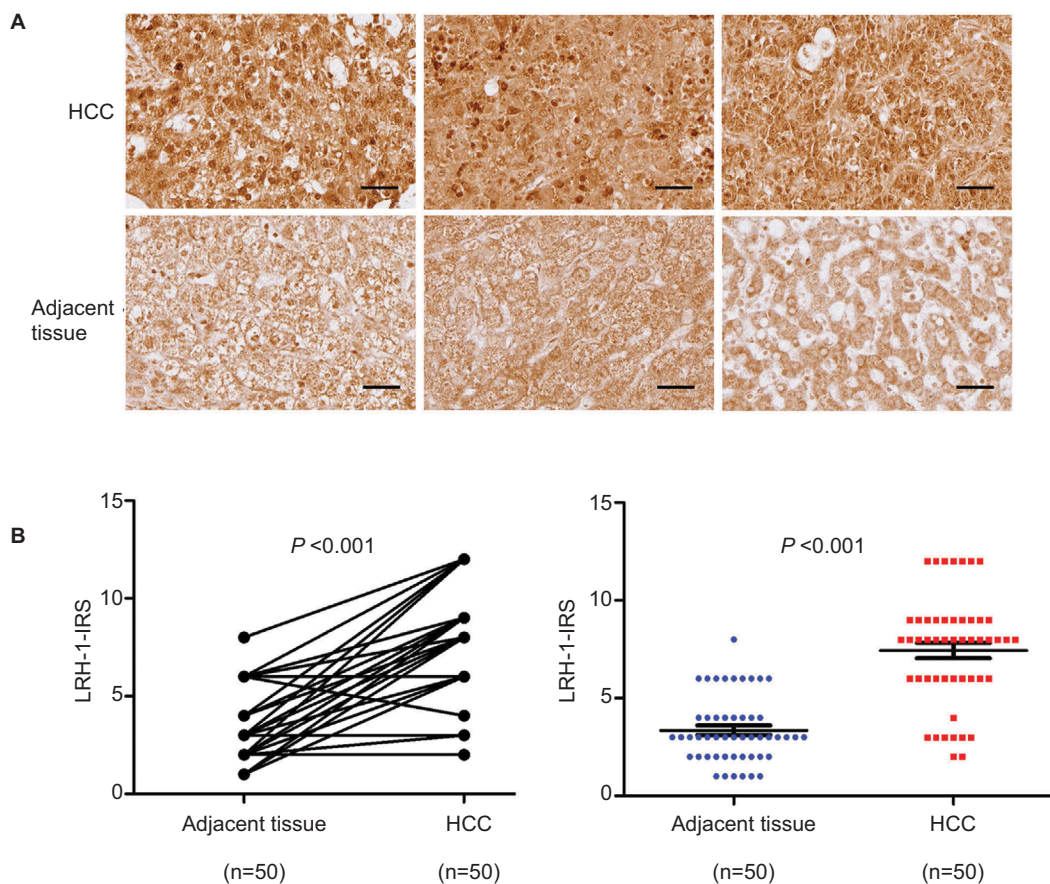 A
HCC
Adjacent
tissue
B
15
10
5
0
LRH-1-IRS
P <0.001
Adjacent tissue
HCC
(n=50)
(n=50)
15
10
5
0
LRH-1-IRS
P <0.001
Adjacent tissue
HCC
(n=50)
(n=50)